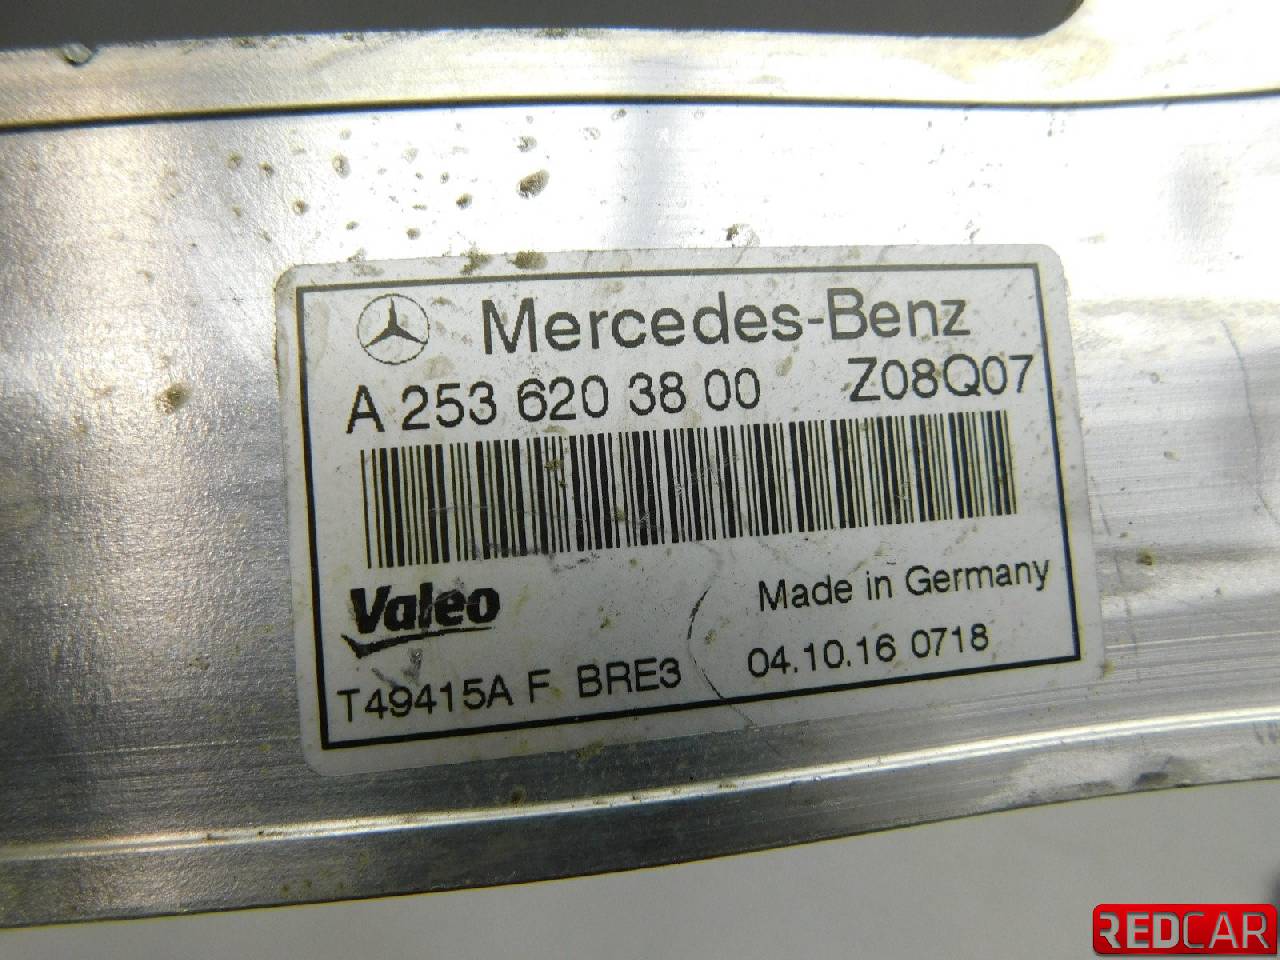 Mercedes-Benz
A 253 620 38 00 Z08Q07
Valeo
Made in Germany
T49415A F BRE3
04.10.16 0718
REDCAR